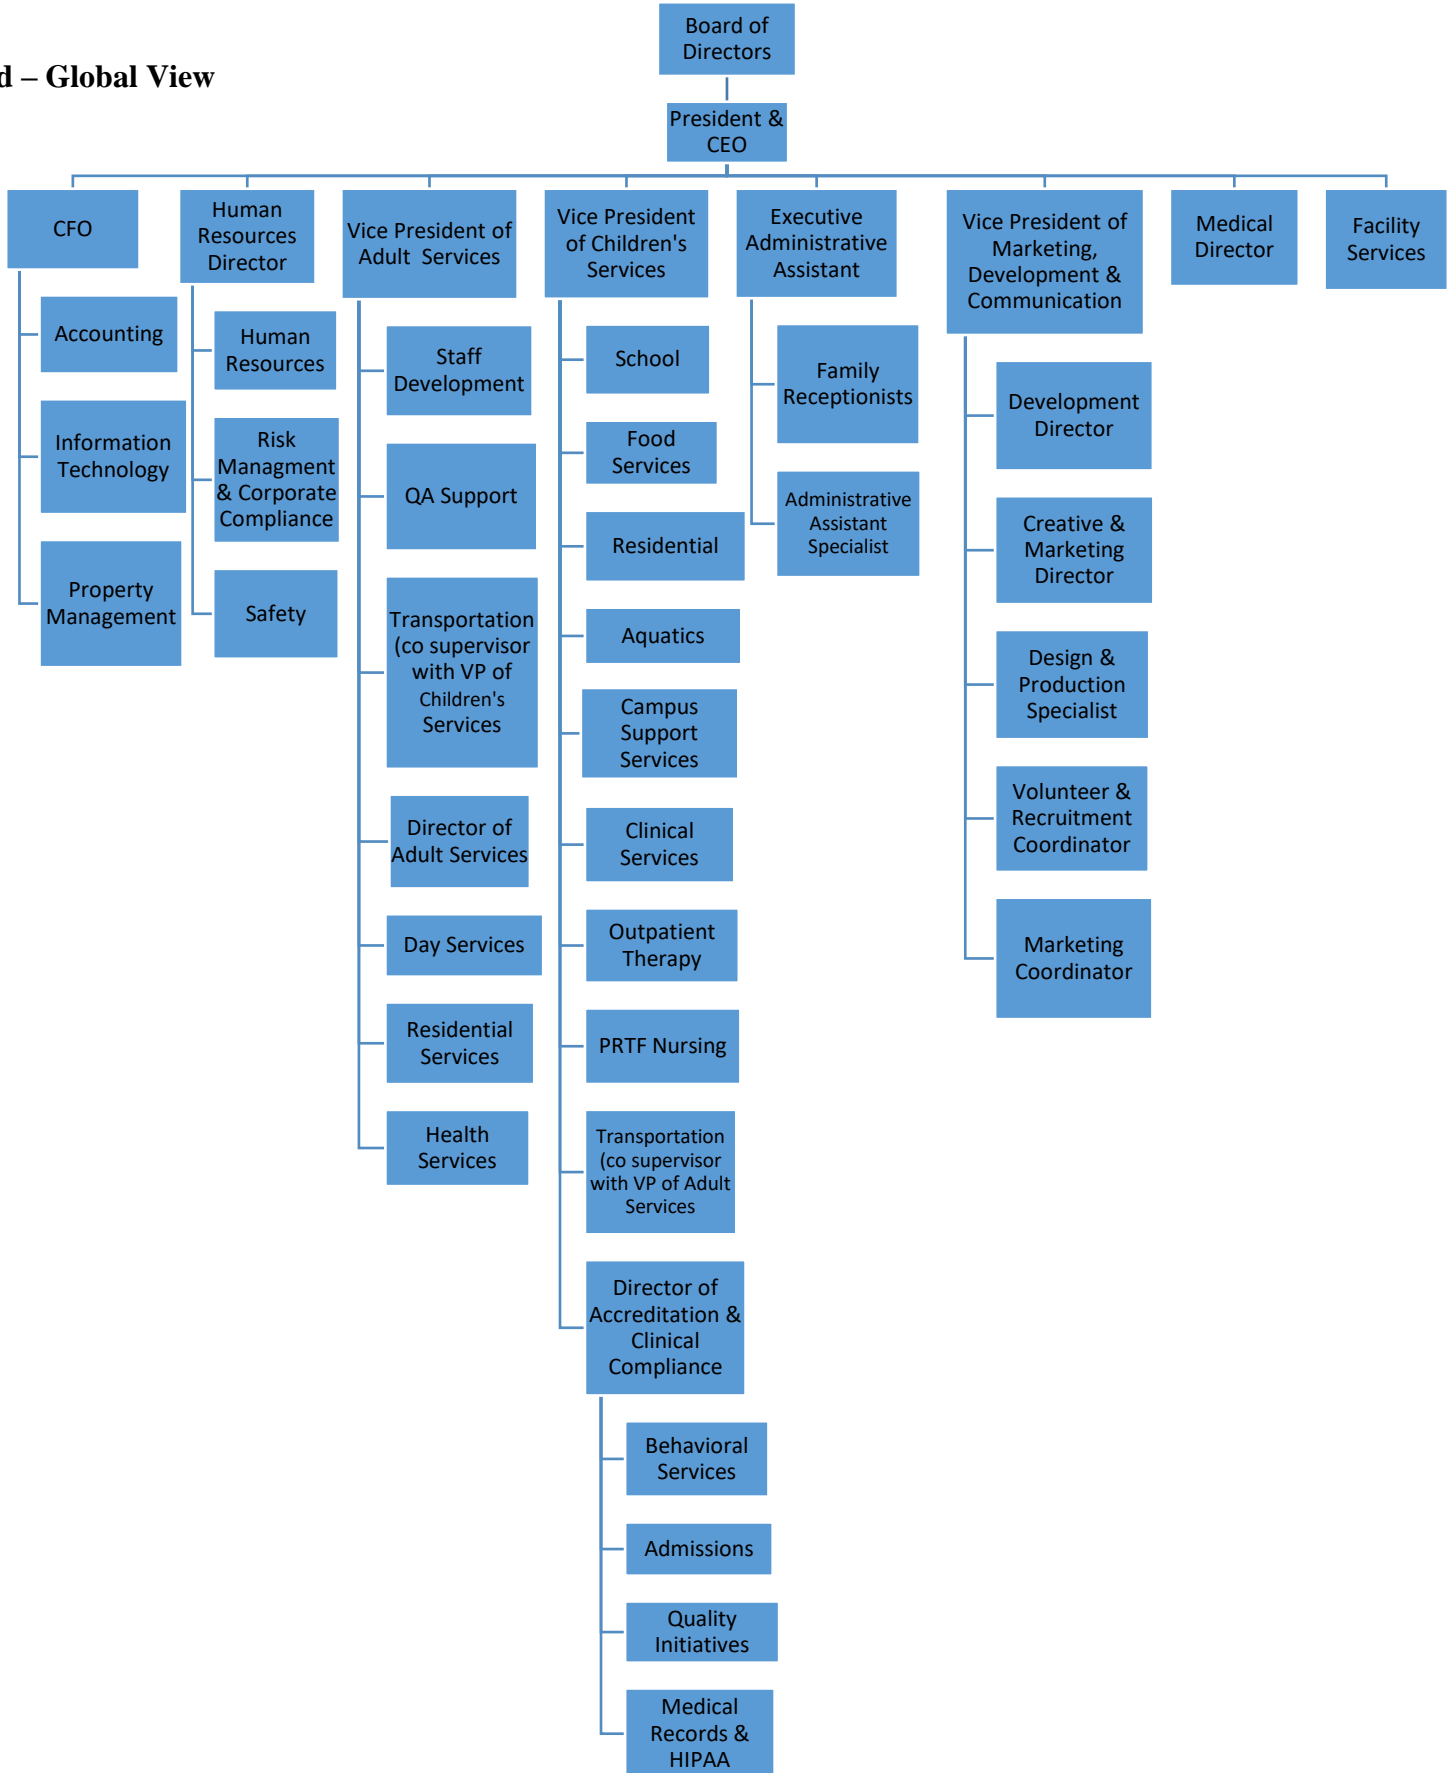 d – Global View
Board of
Directors
President &
CEO
CFO
Accounting
Information
Technology
Property
Management
Human
Resources
Director
Human
Resources
Risk
Managment
& Corporate
Compliance
Safety
Vice President of
Adult Services
Staff
Development
QA Support
Transportation
(co supervisor
with VP of
Children's
Services
Director of
Adult Services
Day Services
Residential
Services
Health
Services
Vice President
of Children's
Services
School
Food
Services
Residential
Aquatics
Campus
Support
Services
Clinical
Services
Outpatient
Therapy
PRTF Nursing
Transportation
(co supervisor
with VP of Adult
Services
Director of
Accreditation &
Clinical
Compliance
Behavioral
Services
Admissions
Quality
Initiatives
Medical
Records &
HIPAA
Executive
Administrative
Assistant
Family
Receptionists
Administrative
Assistant
Specialist
Vice President of
Marketing,
Development &
Communication
Development
Director
Creative &
Marketing
Director
Design &
Production
Specialist
Volunteer &
Recruitment
Coordinator
Marketing
Coordinator
Medical
Director
Facility
Services